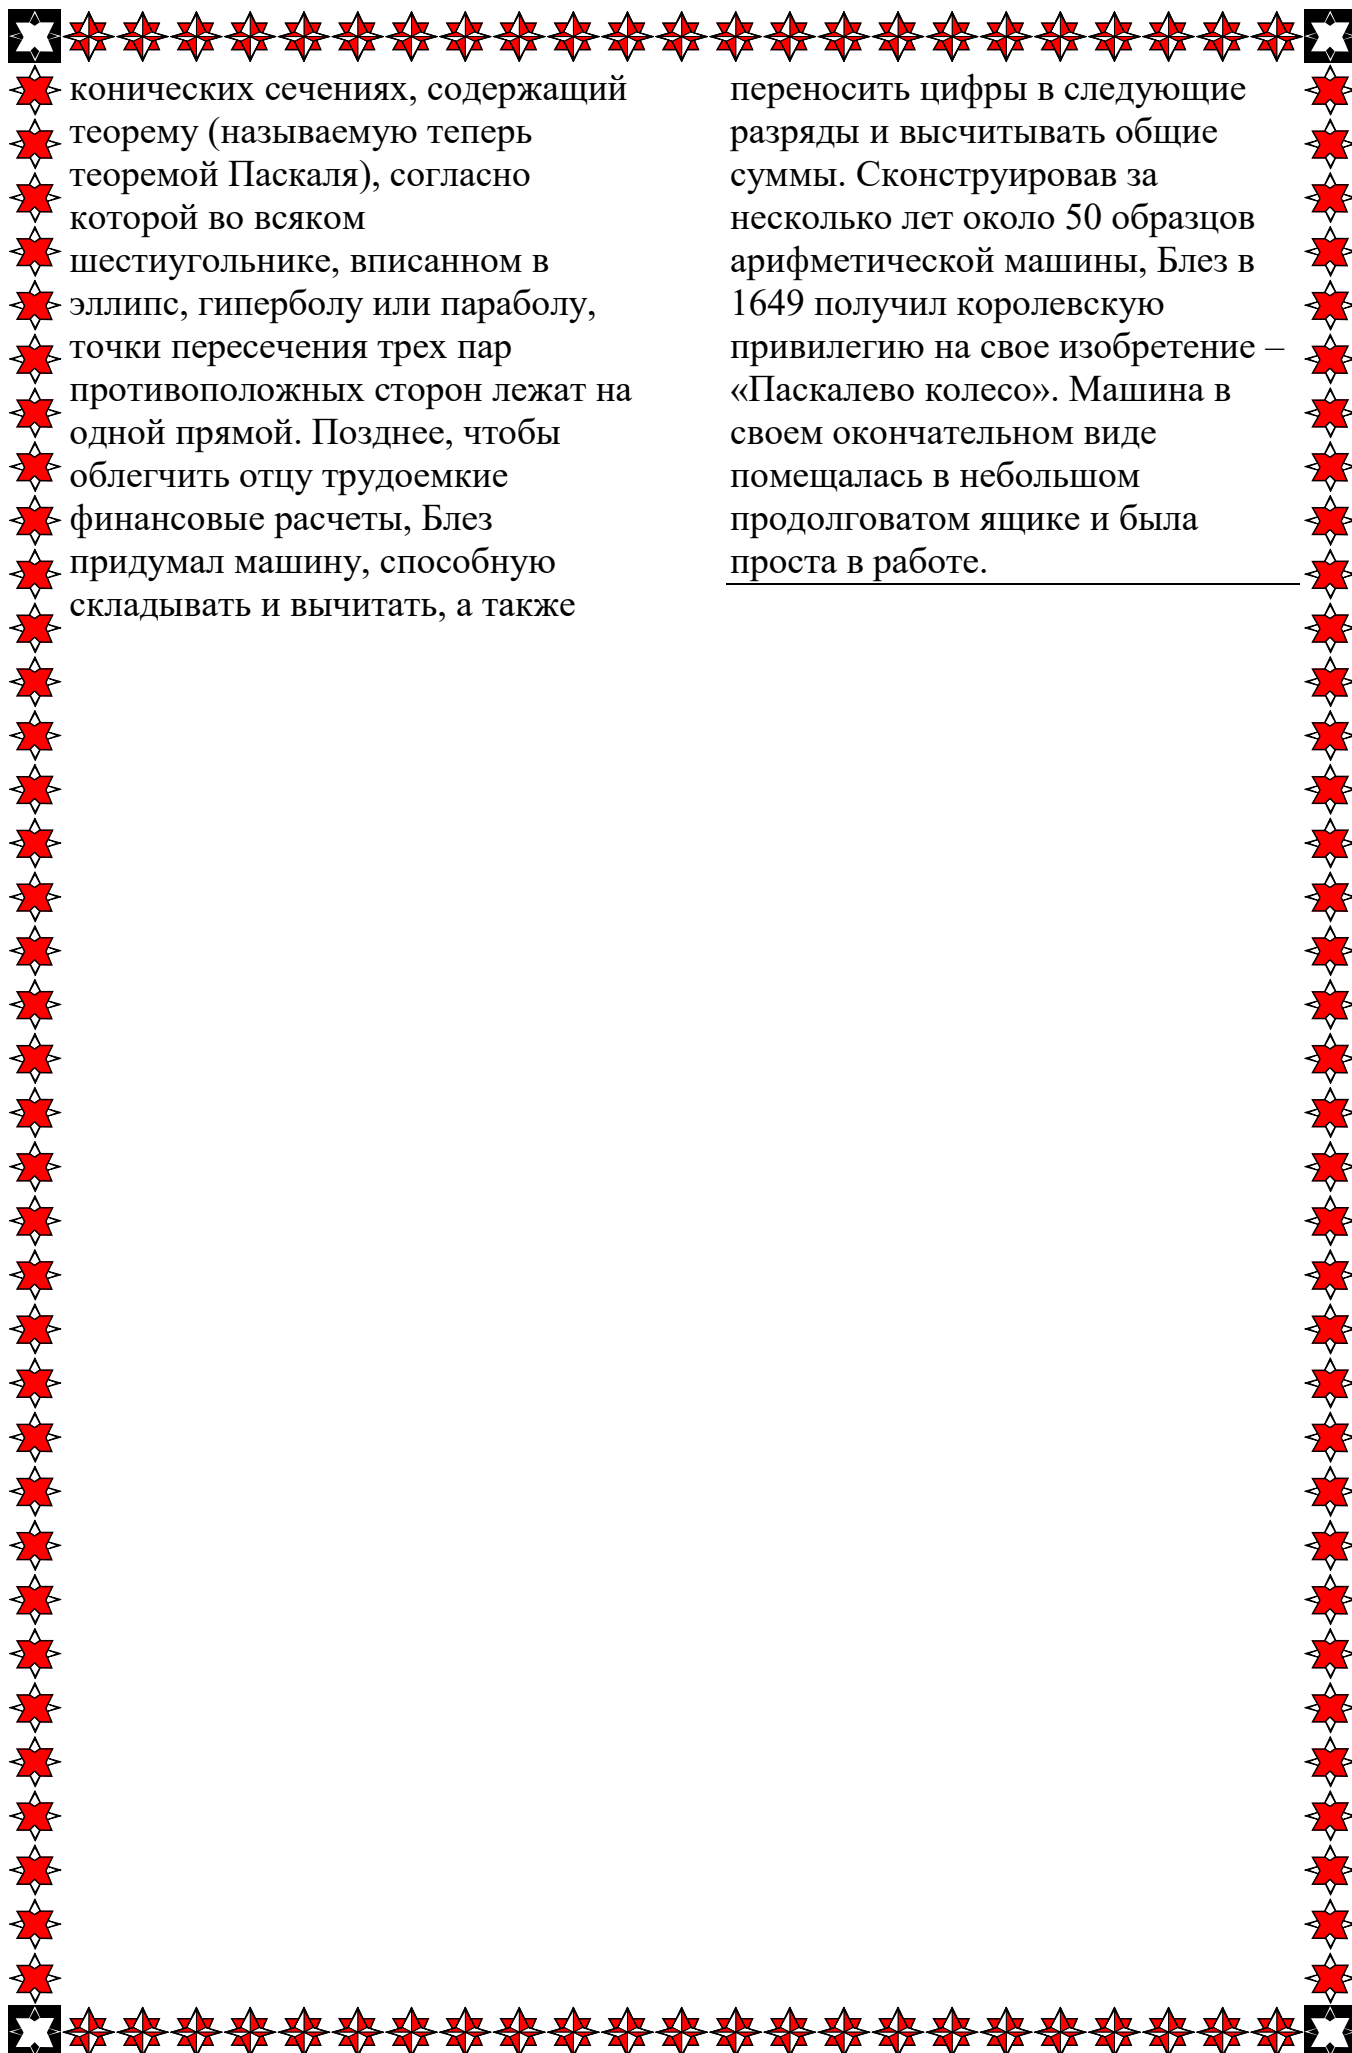 конических сечениях, содержащий
теорему (называемую теперь
теоремой Паскаля), согласно
которой во всяком
шестиугольнике, вписанном в
эллипс, гиперболу или параболу,
точки пересечения трех пар
противоположных сторон лежат на
одной прямой. Позднее, чтобы
облегчить отцу трудоемкие
финансовые расчеты, Блез
придумал машину, способную
складывать и вычитать, а также
переносить цифры в следующие
разряды и высчитывать общие
суммы. Сконструировав за
несколько лет около 50 образцов
арифметической машины, Блез в
1649 получил королевскую
привилегию на свое изобретение –
«Паскалево колесо». Машина в
своем окончательном виде
помещалась в небольшом
продолговатом ящике и была
проста в работе.